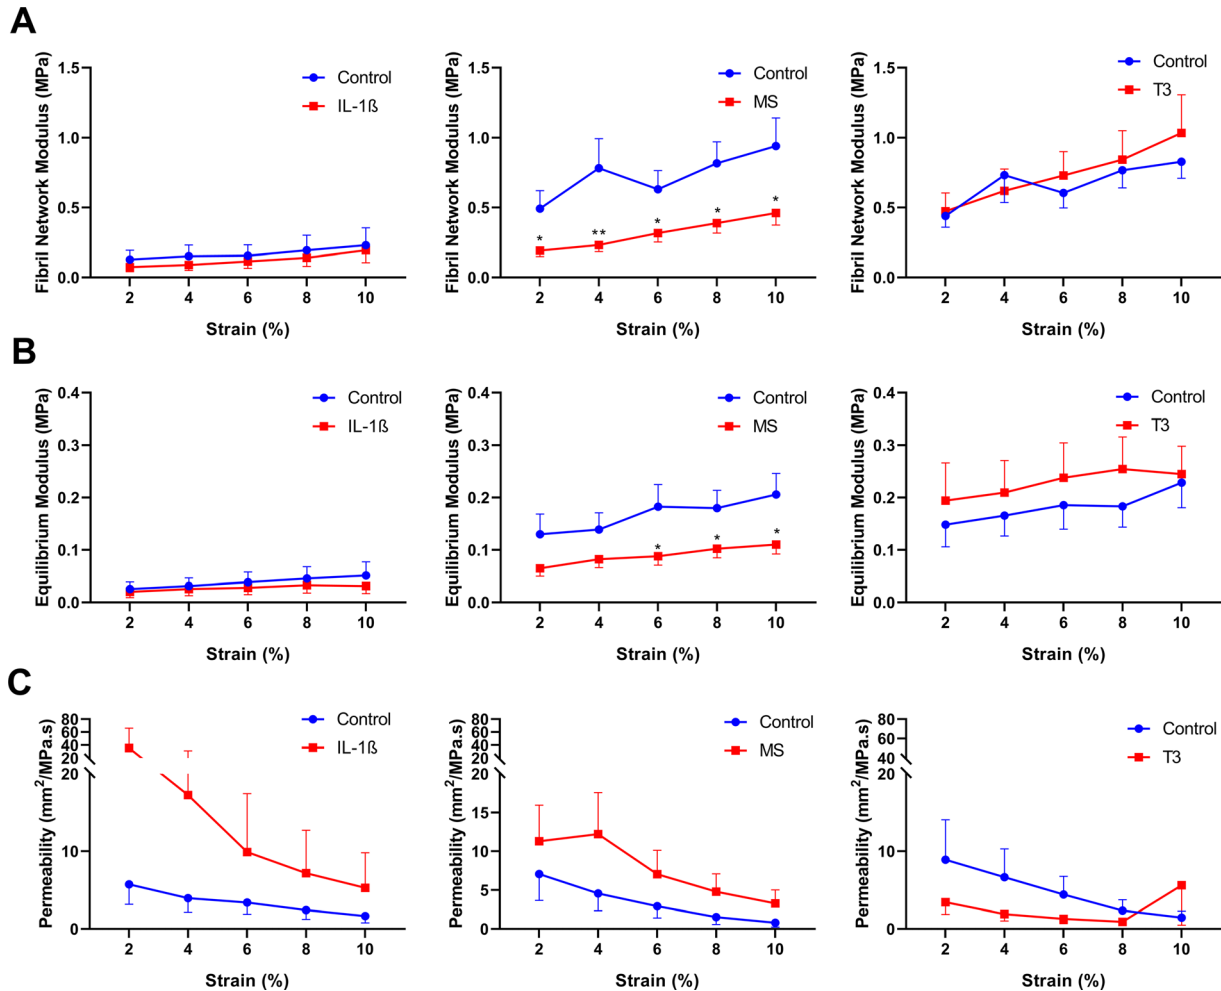 A
Fibril Network Modulus (MPa)
1.5
1.0
0.5
0.0
2 4 6 8 10
Strain (%)
Control
IL-1ß
Fibril Network Modulus (MPa)
1.5
1.0
0.5
0.0
* ** * * *
2 4 6 8 10
Strain (%)
Control
MS
Fibril Network Modulus (MPa)
1.5
1.0
0.5
0.0
2 4 6 8 10
Strain (%)
Control
T3
B
Equilibrium Modulus (MPa)
0.4
0.3
0.2
0.1
0.0
2 4 6 8 10
Strain (%)
Control
IL-1ß
Equilibrium Modulus (MPa)
0.4
0.3
0.2
0.1
0.0
* * *
2 4 6 8 10
Strain (%)
Control
MS
Equilibrium Modulus (MPa)
0.4
0.3
0.2
0.1
0.0
2 4 6 8 10
Strain (%)
Control
T3
C
Permeability (mm²/MPa.s)
80
60
40
20
20
10
0
2 4 6 8 10
Strain (%)
Control
IL-1ß
Permeability (mm²/MPa.s)
80
60
40
20
20
15
10
5
0
2 4 6 8 10
Strain (%)
Control
MS
Permeability (mm²/MPa.s)
80
60
40
20
20
10
0
2 4 6 8 10
Strain (%)
Control
T3